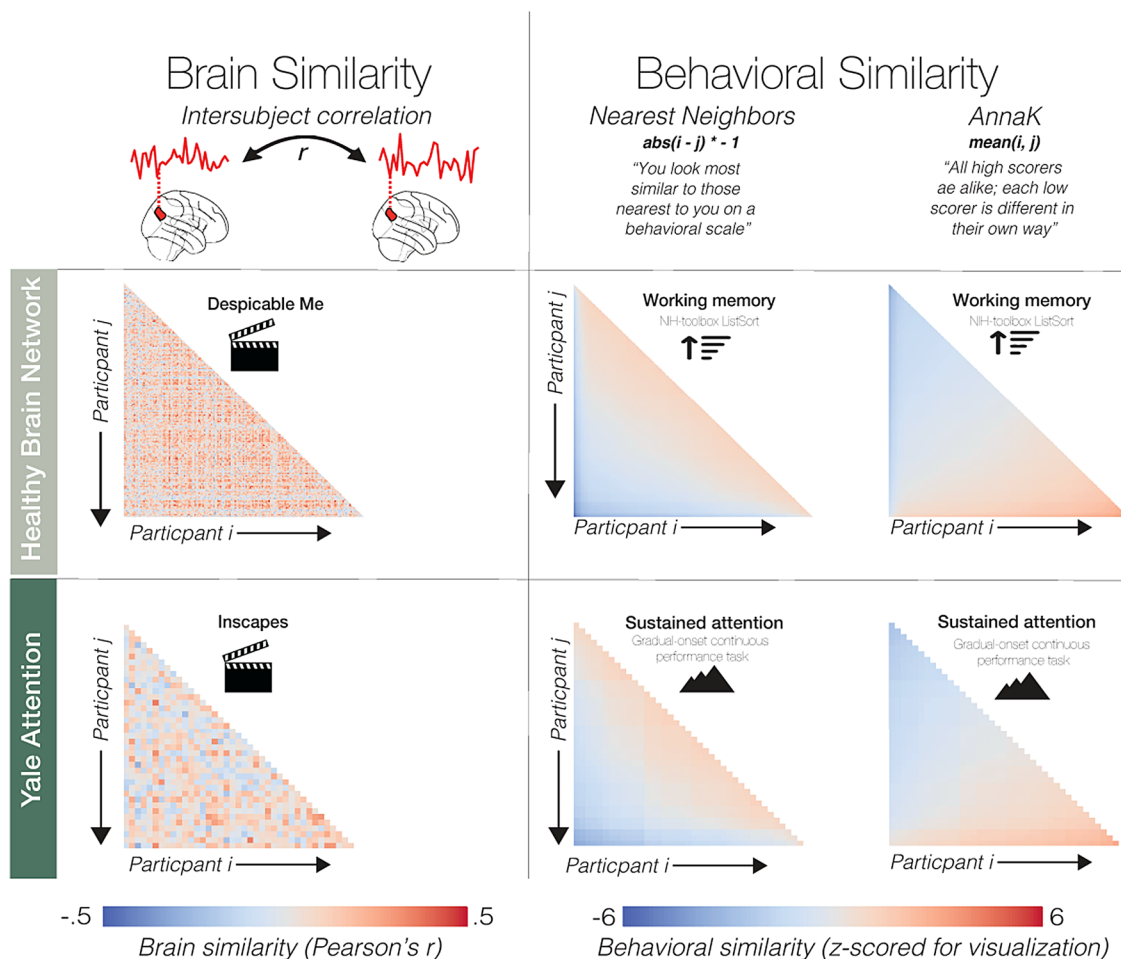 Brain Similarity
Intersubject correlation
r
Behavioral Similarity
Nearest Neighbors
abs(i - j) * - 1
"You look most
similar to those
nearest to you on a
behavioral scale"
AnnaK
mean(i, j)
"All high scorers
ae alike; each low
scorer is different in
their own way"
Healthy Brain Network
Particpant j
Despicable Me
Particpant i
Particpant j
Working memory
NIH-toolbox ListSort
Particpant i
Working memory
NIH-toolbox ListSort
Yale Attention
Particpant j
Inscapes
Particpant i
Particpant j
Sustained attention
Gradual-onset continuous
performance task
Particpant i
Sustained attention
Gradual-onset continuous
performance task
Particpant i
-.5
.5
Brain similarity (Pearson's r)
-6
6
Behavioral similarity (z-scored for visualization)